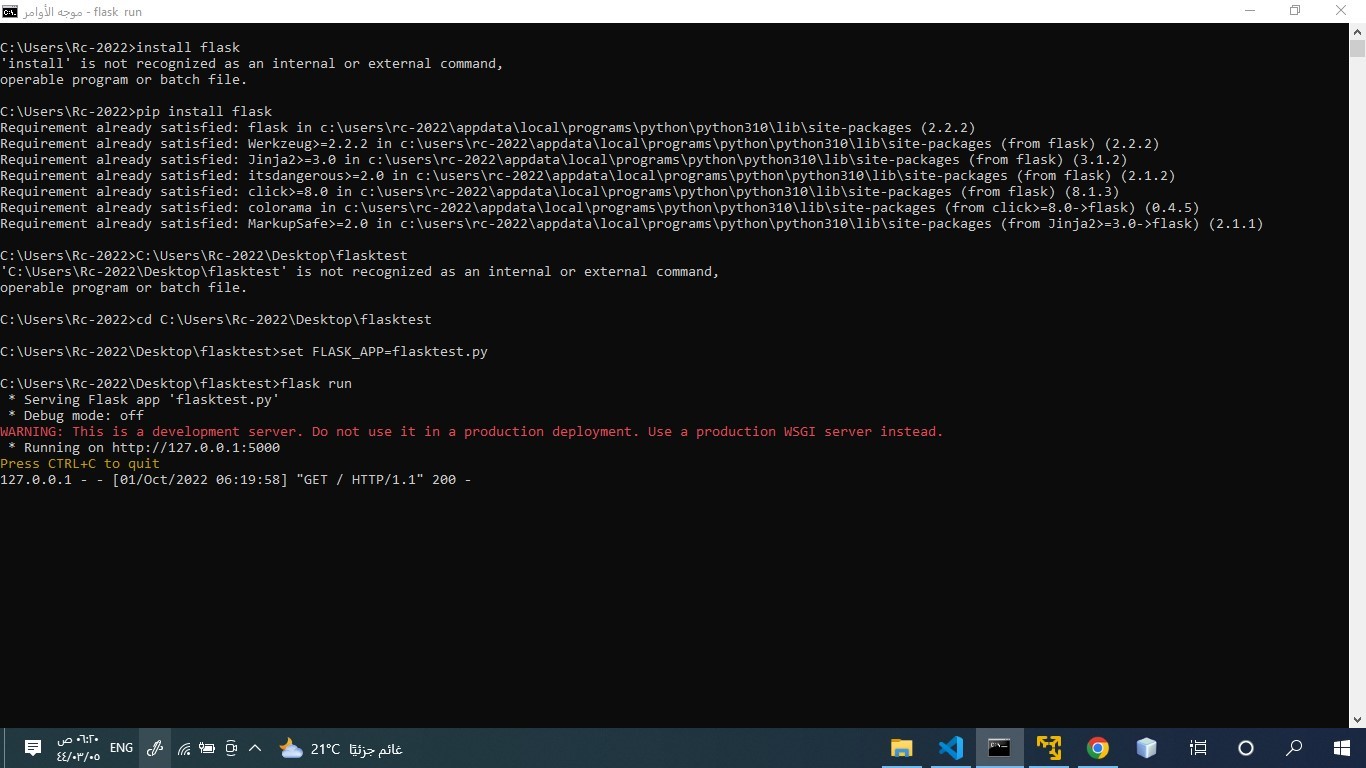 موجه الأوامر - flask run
C:\Users\Rc-2022>install flask
'install' is not recognized as an internal or external command,
operable program or batch file.
C:\Users\Rc-2022>pip install flask
Requirement already satisfied: flask in c:\users\rc-2022\appdata\local\programs\python\python310\lib\site-packages (2.2.2)
Requirement already satisfied: Werkzeug>=2.2.2 in c:\users\rc-2022\appdata\local\programs\python\python310\lib\site-packages (from flask) (2.2.2)
Requirement already satisfied: Jinja2>=3.0 in c:\users\rc-2022\appdata\local\programs\python\python310\lib\site-packages (from flask) (3.1.2)
Requirement already satisfied: itsdangerous>=2.0 in c:\users\rc-2022\appdata\local\programs\python\python310\lib\site-packages (from flask) (2.1.2)
Requirement already satisfied: click>=8.0 in c:\users\rc-2022\appdata\local\programs\python\python310\lib\site-packages (from flask) (8.1.3)
Requirement already satisfied: colorama in c:\users\rc-2022\appdata\local\programs\python\python310\lib\site-packages (from click>=8.0->flask) (0.4.5)
Requirement already satisfied: MarkupSafe>=2.0 in c:\users\rc-2022\appdata\local\programs\python\python310\lib\site-packages (from Jinja2>=3.0->flask) (2.1.1)
C:\Users\Rc-2022>C:\Users\Rc-2022\Desktop\flasktest
'C:\Users\Rc-2022\Desktop\flasktest' is not recognized as an internal or external command,
operable program or batch file.
C:\Users\Rc-2022>cd C:\Users\Rc-2022\Desktop\flasktest
C:\Users\Rc-2022\Desktop\flasktest>set FLASK_APP=flasktest.py
C:\Users\Rc-2022\Desktop\flasktest>flask run
 * Serving Flask app 'flasktest.py'
 * Debug mode: off
WARNING: This is a development server. Do not use it in a production deployment. Use a production WSGI server instead.
 * Running on http://127.0.0.1:5000
Press CTRL+C to quit
127.0.0.1 - - [01/Oct/2022 06:19:58] "GET / HTTP/1.1" 200 -
٠٦:٢٠ ص
٤٤/٠٣/٠٥
ENG
21°C غائم جزئيًا